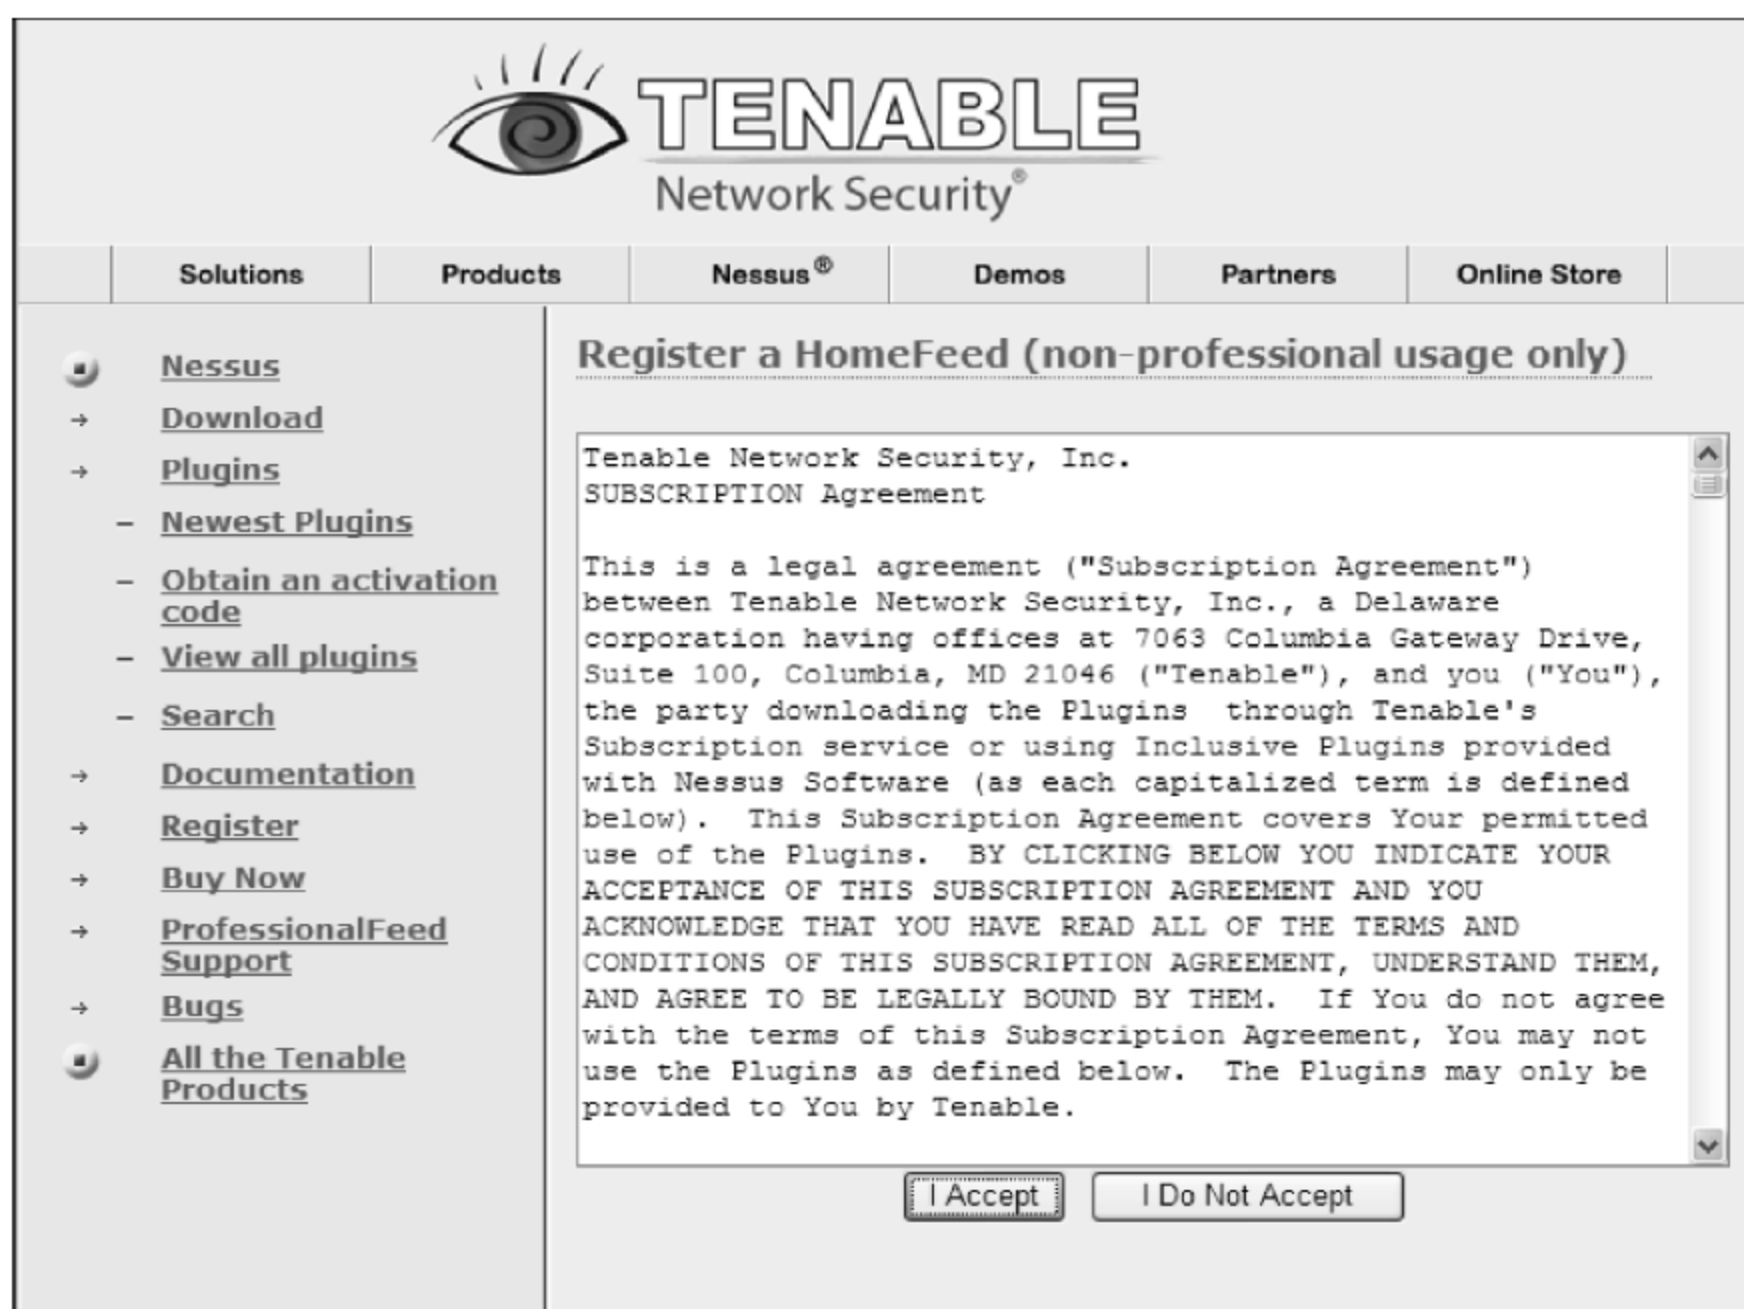 TENABLE
Network Security®
Solutions
Products
Nessus®
Demos
Partners
Online Store
Nessus
Download
Plugins
Newest Plugins
Obtain an activation
code
View all plugins
Search
Documentation
Register
Buy Now
ProfessionalFeed
Support
Bugs
All the Tenable
Products
Register a HomeFeed (non-professional usage only)
Tenable Network Security, Inc.
SUBSCRIPTION Agreement
This is a legal agreement ("Subscription Agreement")
between Tenable Network Security, Inc., a Delaware
corporation having offices at 7063 Columbia Gateway Drive,
Suite 100, Columbia, MD 21046 ("Tenable"), and you ("You"),
the party downloading the Plugins  through Tenable's
Subscription service or using Inclusive Plugins provided
with Nessus Software (as each capitalized term is defined
below).  This Subscription Agreement covers Your permitted
use of the Plugins.  BY CLICKING BELOW YOU INDICATE YOUR
ACCEPTANCE OF THIS SUBSCRIPTION AGREEMENT AND YOU
ACKNOWLEDGE THAT YOU HAVE READ ALL OF THE TERMS AND
CONDITIONS OF THIS SUBSCRIPTION AGREEMENT, UNDERSTAND THEM,
AND AGREE TO BE LEGALLY BOUND BY THEM.  If You do not agree
with the terms of this Subscription Agreement, You may not
use the Plugins as defined below.  The Plugins may only be
provided to You by Tenable.
I Accept
I Do Not Accept